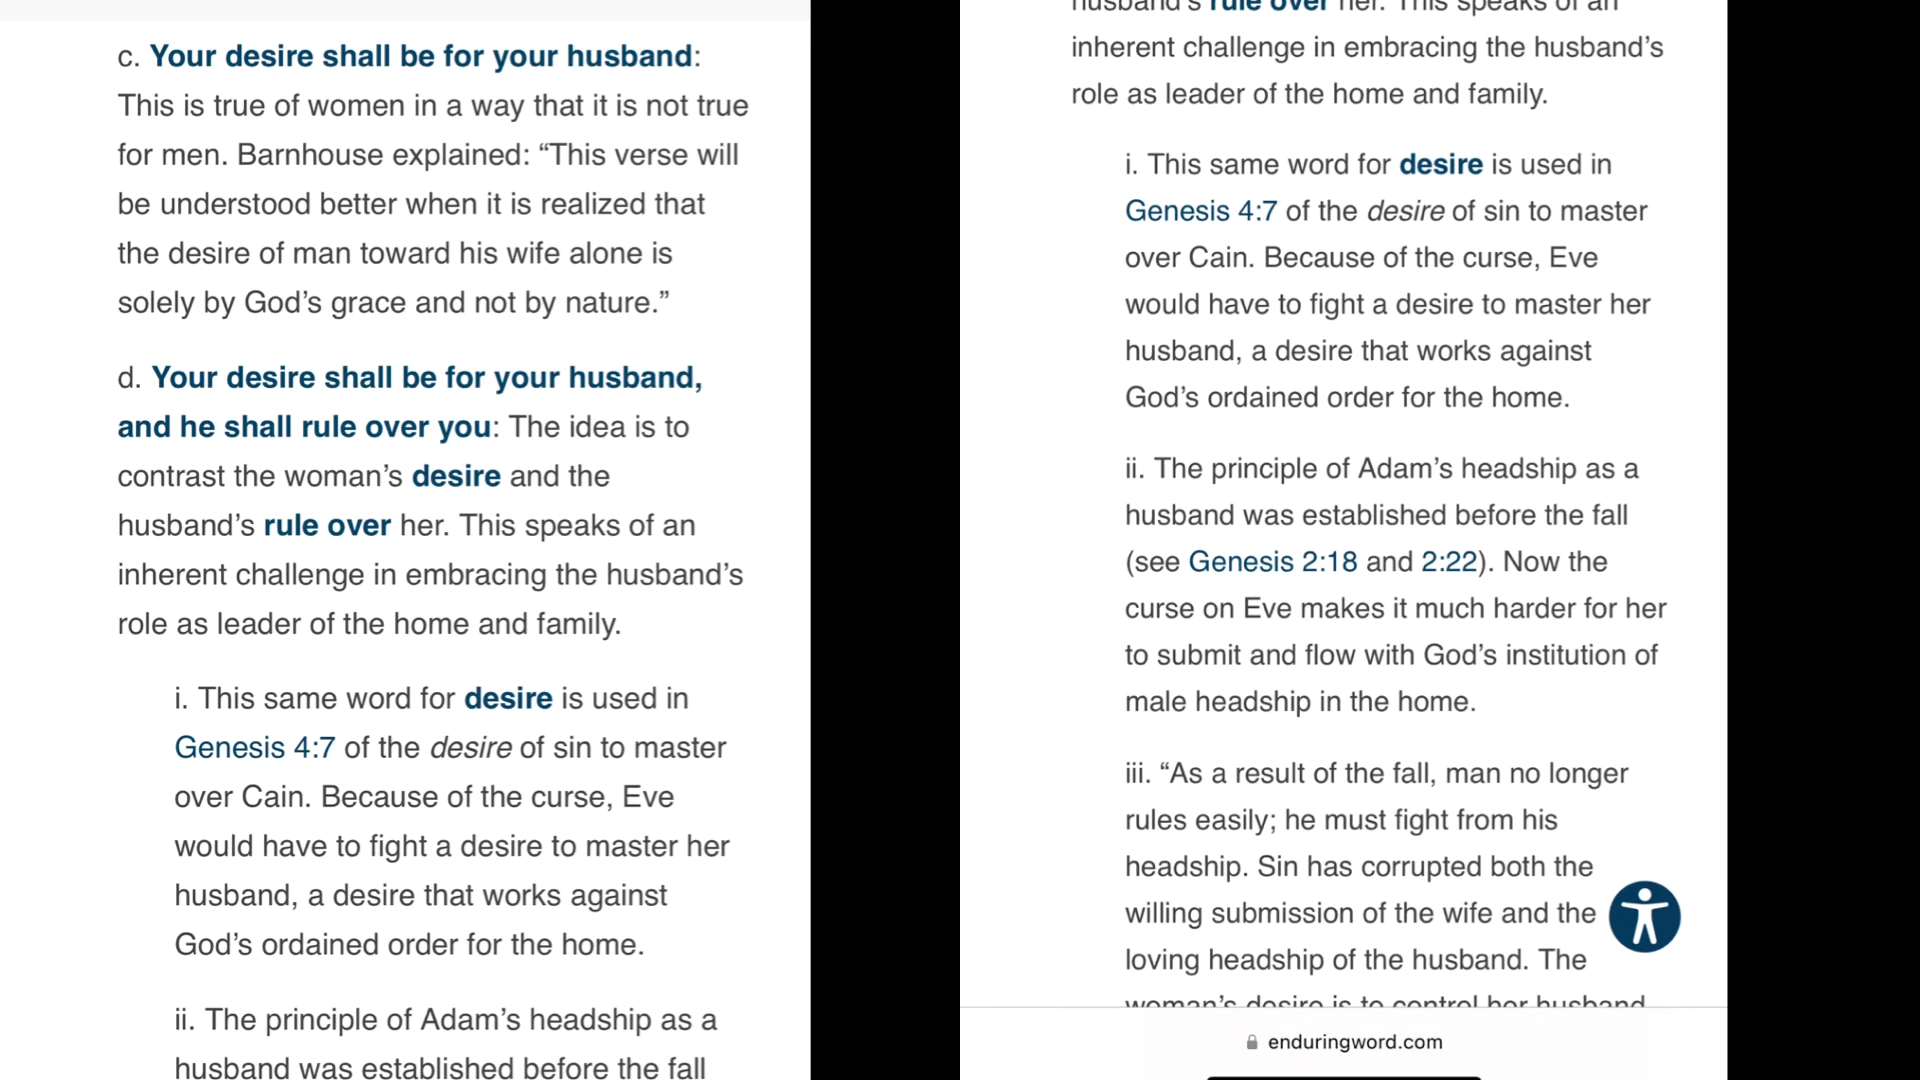 c. Your desire shall be for your husband:
This is true of women in a way that it is not true
for men. Barnhouse explained: “This verse will
be understood better when it is realized that
the desire of man toward his wife alone is
solely by God’s grace and not by nature.”
d. Your desire shall be for your husband,
and he shall rule over you: The idea is to
contrast the woman’s desire and the
husband’s rule over her. This speaks of an
inherent challenge in embracing the husband’s
role as leader of the home and family.
i. This same word for desire is used in
Genesis 4:7 of the desire of sin to master
over Cain. Because of the curse, Eve
would have to fight a desire to master her
husband, a desire that works against
God’s ordained order for the home.
ii. The principle of Adam’s headship as a
husband was established before the fall
husband’s rule over her. This speaks of an
inherent challenge in embracing the husband’s
role as leader of the home and family.
i. This same word for desire is used in
Genesis 4:7 of the desire of sin to master
over Cain. Because of the curse, Eve
would have to fight a desire to master her
husband, a desire that works against
God’s ordained order for the home.
ii. The principle of Adam’s headship as a
husband was established before the fall
(see Genesis 2:18 and 2:22). Now the
curse on Eve makes it much harder for her
to submit and flow with God’s institution of
male headship in the home.
iii. “As a result of the fall, man no longer
rules easily; he must fight from his
headship. Sin has corrupted both the
willing submission of the wife and the
loving headship of the husband. The
woman’s desire is to control her husband
enduringword.com